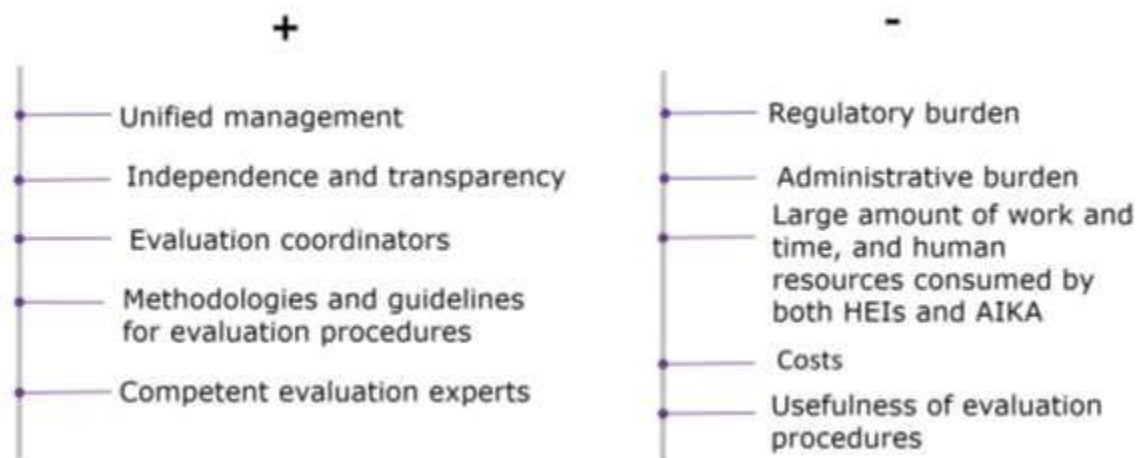 +
Unified management
Independence and transparency
Evaluation coordinators
Methodologies and guidelines
for evaluation procedures
Competent evaluation experts
-
Regulatory burden
Administrative burden
Large amount of work and
time, and human
resources consumed by
both HEIs and AIKA
Costs
Usefulness of evaluation
procedures